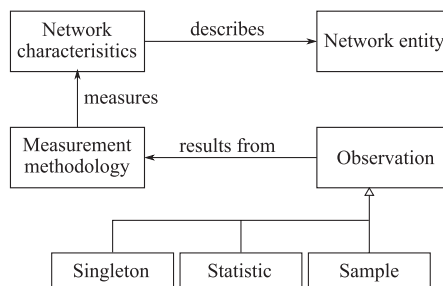 Network
characterisitics
describes
Network entity
measures
Measurement
methodology
results from
Observation
Singleton
Statistic
Sample